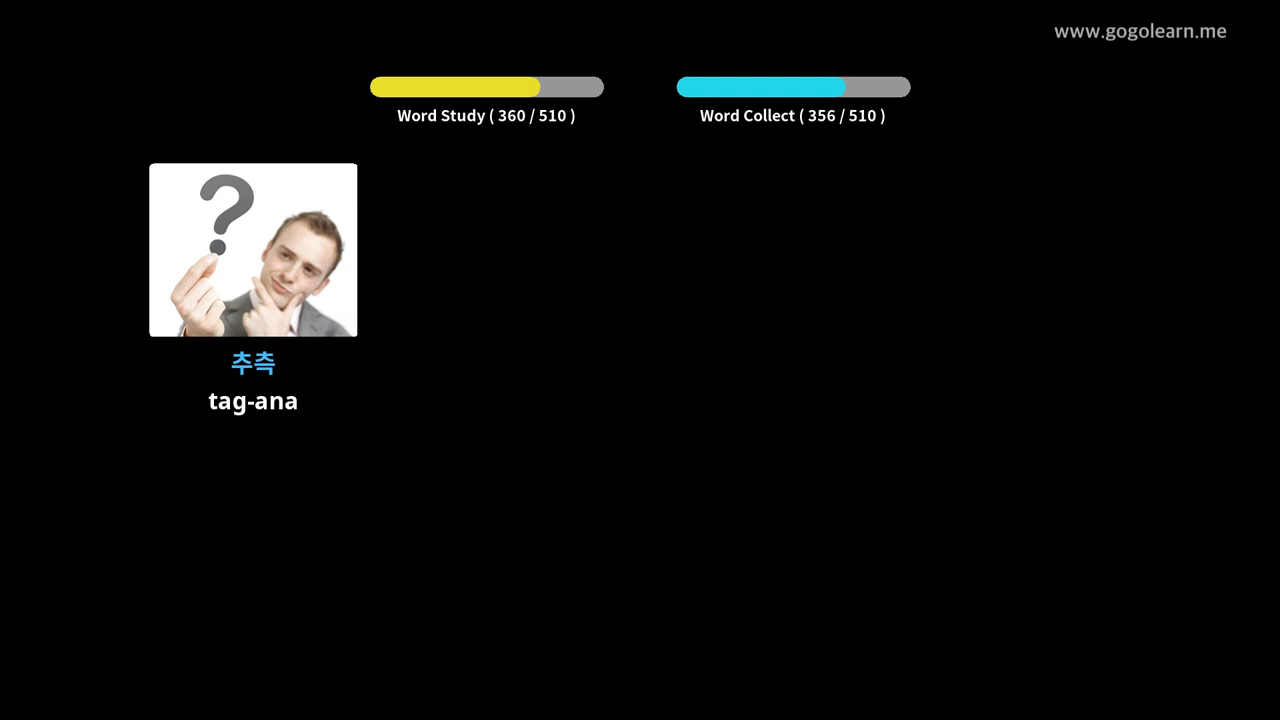 www.gogolearn.me
Word Study ( 360 / 510 )
Word Collect ( 356 / 510 )
?
추측
tag-ana